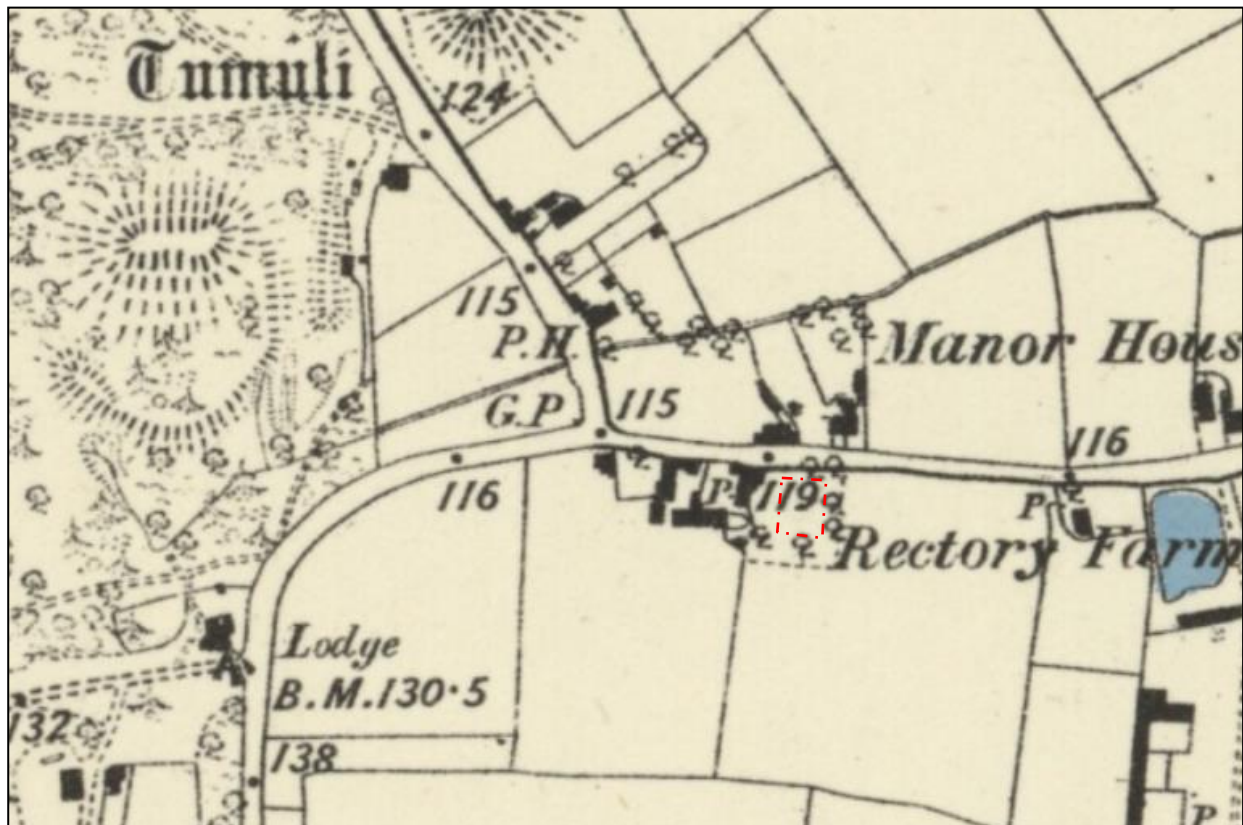 Tumuli
124
115
P.H.
Manor Hous
G.P
115
116
116
P
119
P
Rectory Farm
Lodge
B.M.130·5
132
138
P